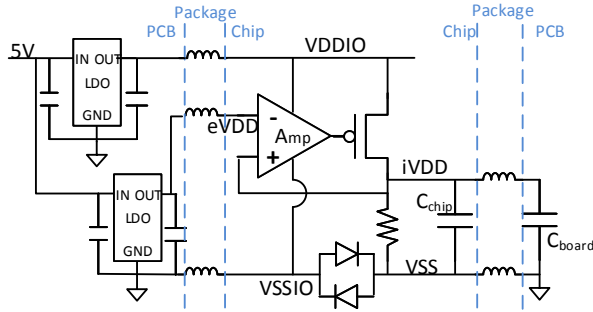 Package Package
PCB Chip Chip PCB
5V VDDIO
IN OUT
LDO
GND
eVDD
-
Amp
+
iVDD
IN OUT
LDO
GND
Cchip
Cboard
VSSIO VSS